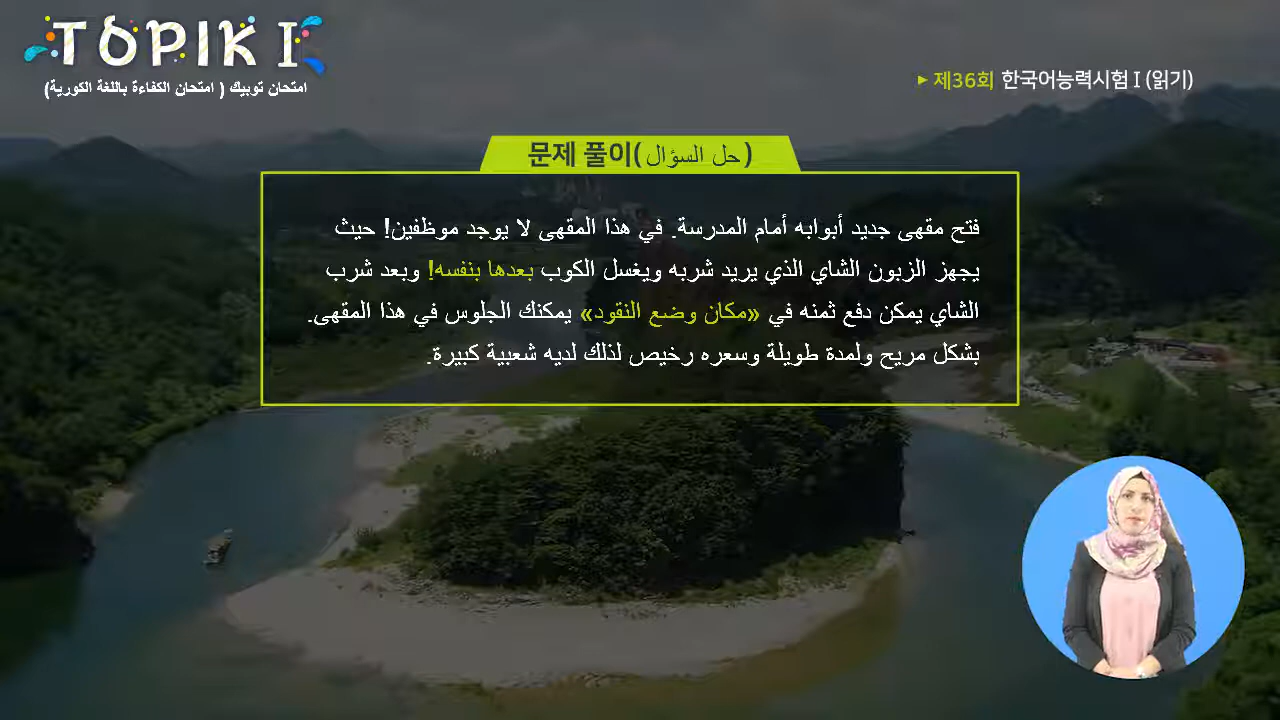 TOPIK I
امتحان توبيك ( امتحان الكفاءة باللغة الكورية)
▶ 제36회 한국어능력시험 I (읽기)
문제 풀이(حل السؤال)
فتح مقهى جديد أبوابه أمام المدرسة. في هذا المقهى لا يوجد موظفين! حيث
يجهز الزبون الشاي الذي يريد شربه ويغسل الكوب بعدها بنفسه! وبعد شرب
الشاي يمكن دفع ثمنه في «مكان وضع النقود» يمكنك الجلوس في هذا المقهى.
بشكل مريح ولمدة طويلة وسعره رخيص لذلك لديه شعبية كبيرة.